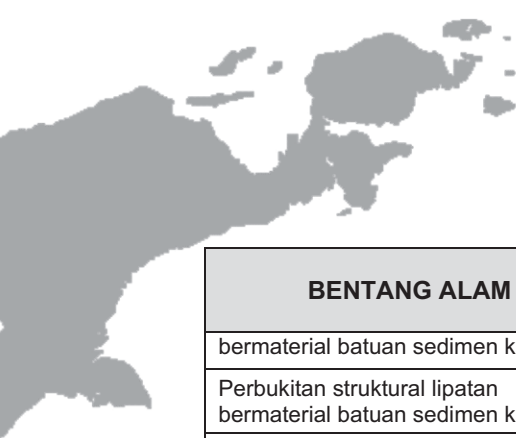 BENTANG ALAM
bermaterial batuan sedimen k
Perbukitan struktural lipatan
bermaterial batuan sedimen k